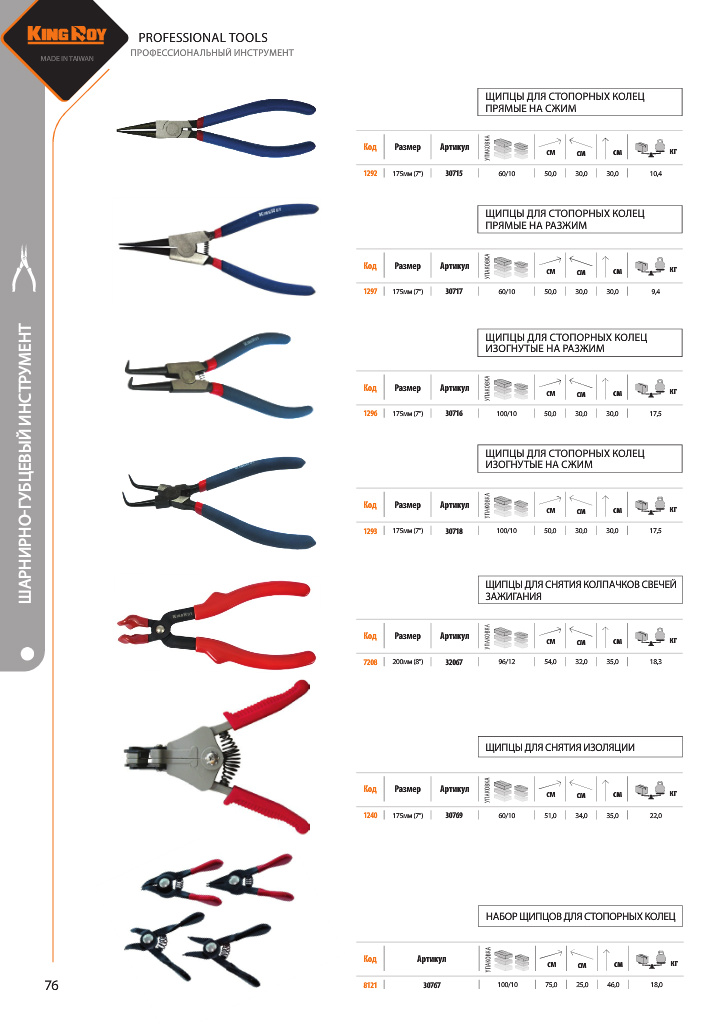 KING ROY
MADE IN TAIWAN
PROFESSIONAL TOOLS
ПРОФЕССИОНАЛЬНЫЙ ИНСТРУМЕНТ
ШАРНИРНО-ГУБЦЕВЫЙ ИНСТРУМЕНТ
ЩИПЦЫ ДЛЯ СТОПОРНЫХ КОЛЕЦ
ПРЯМЫЕ НА СЖИМ
Код Размер Артикул УПАКОВКА СМ СМ СМ КГ
1292 175мм (7") 30715 60/10 50,0 30,0 30,0 10,4
ЩИПЦЫ ДЛЯ СТОПОРНЫХ КОЛЕЦ
ПРЯМЫЕ НА РАЗЖИМ
Код Размер Артикул УПАКОВКА СМ СМ СМ КГ
1297 175мм (7") 30717 60/10 50,0 30,0 30,0 9,4
ЩИПЦЫ ДЛЯ СТОПОРНЫХ КОЛЕЦ
ИЗОГНУТЫЕ НА РАЗЖИМ
Код Размер Артикул УПАКОВКА СМ СМ СМ КГ
1296 175мм (7") 30716 100/10 50,0 30,0 30,0 17,5
ЩИПЦЫ ДЛЯ СТОПОРНЫХ КОЛЕЦ
ИЗОГНУТЫЕ НА СЖИМ
Код Размер Артикул УПАКОВКА СМ СМ СМ КГ
1293 175мм (7") 30718 100/10 50,0 30,0 30,0 17,5
ЩИПЦЫ ДЛЯ СНЯТИЯ КОЛПАЧКОВ СВЕЧЕЙ
ЗАЖИГАНИЯ
Код Размер Артикул УПАКОВКА СМ СМ СМ КГ
7208 200мм (8") 32067 96/12 54,0 32,0 35,0 18,3
ЩИПЦЫ ДЛЯ СНЯТИЯ ИЗОЛЯЦИИ
Код Размер Артикул УПАКОВКА СМ СМ СМ КГ
1240 175мм (7") 30769 60/10 51,0 34,0 35,0 22,0
НАБОР ЩИПЦОВ ДЛЯ СТОПОРНЫХ КОЛЕЦ
Код Артикул УПАКОВКА СМ СМ СМ КГ
8121 30767 100/10 75,0 25,0 46,0 18,0
76